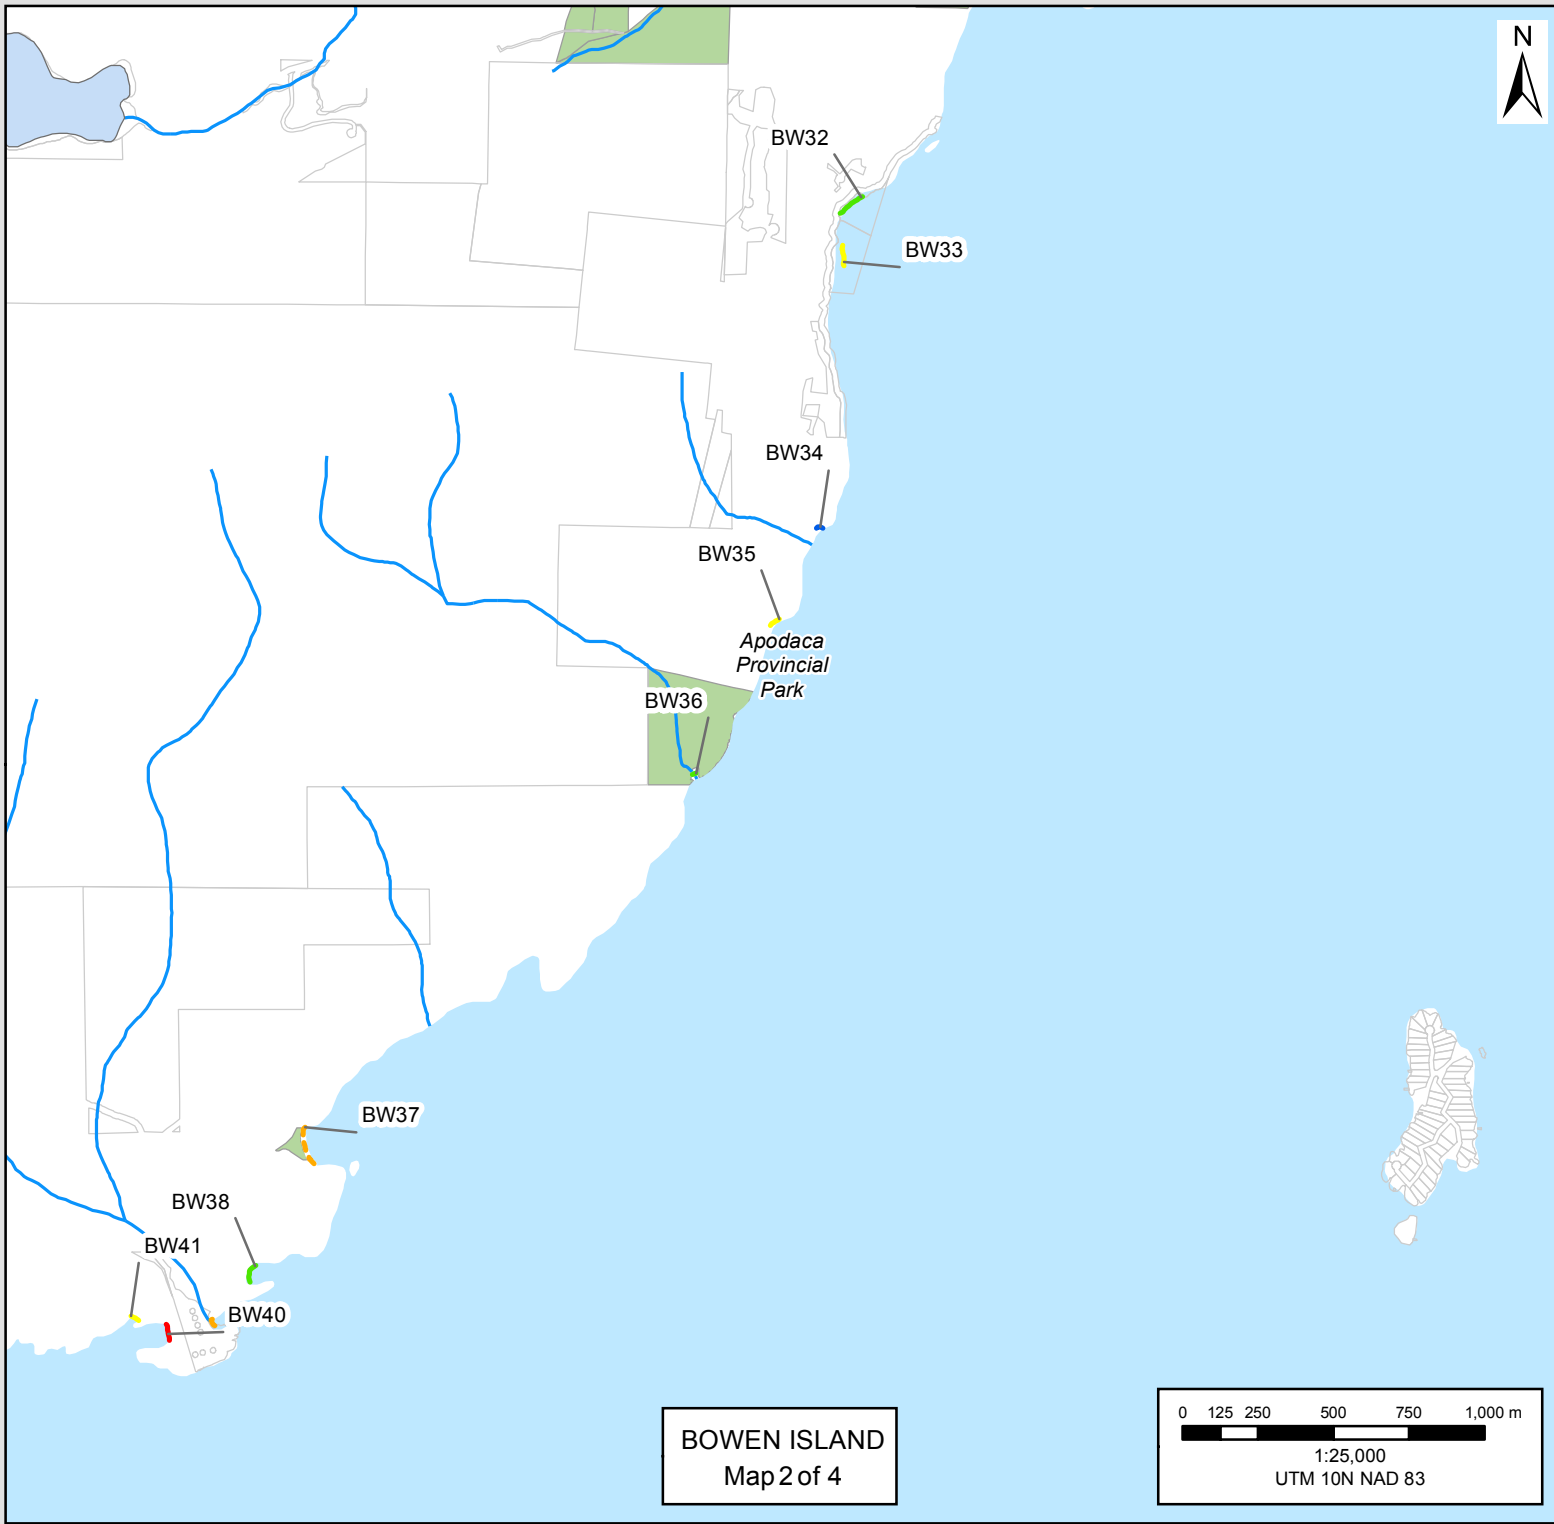 N
BW32
BW33
BW34
BW35
Apodaca
Provincial
Park
BW36
BW37
BW38
BW41
BW40
BOWEN ISLAND
Map 2 of 4
0 125 250 500 750 1,000 m
1:25,000
UTM 10N NAD 83